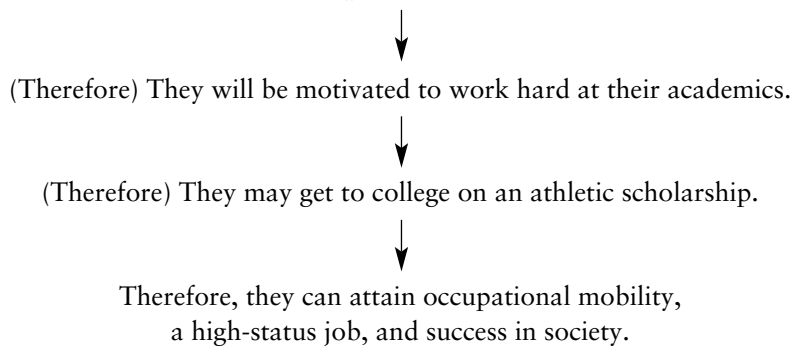 (Therefore) They will be motivated to work hard at their academics.
(Therefore) They may get to college on an athletic scholarship.
Therefore, they can attain occupational mobility,
a high-status job, and success in society.